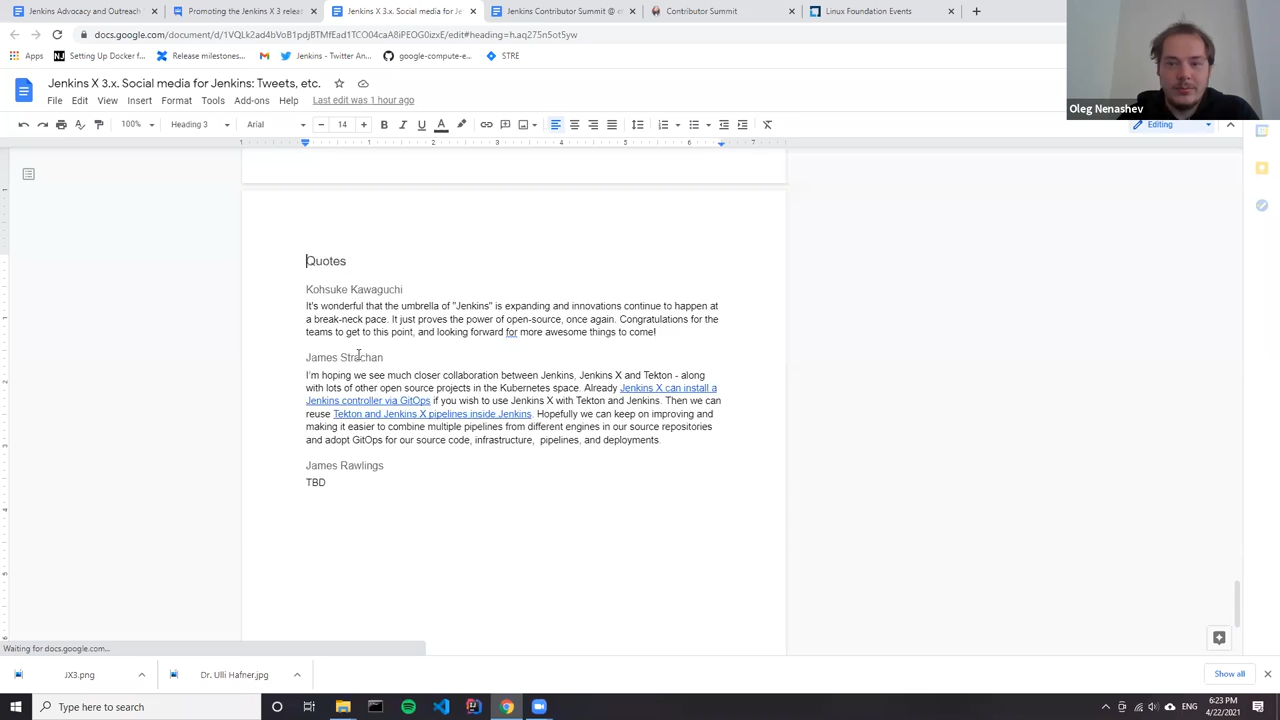 Jenkins Advocacy and Outreach
Promoting the Jenkins X 3 relea
Jenkins X 3.x. Social media for Je
Jenkins Contributor Summit @ c
Contributor Summit
Linux Foundation Events
docs.google.com/document/d/1VQLk2ad4bVoB1pdjBTMfEad1TCO04caA8iPEOG0izxE/edit#heading=h.aq275n5ot5yw
Apps
Setting Up Docker f...
Release milestones...
Jenkins - Twitter An...
google-compute-e...
STRE
Oleg Nenashev
Jenkins X 3.x. Social media for Jenkins: Tweets, etc.
File Edit View Insert Format Tools Add-ons Help Last edit was 1 hour ago
100% Heading 3 Arial 14 Editing
1 1 2 3 4 5 6 7
Quotes
Kohsuke Kawaguchi
It's wonderful that the umbrella of "Jenkins" is expanding and innovations continue to happen at
a break-neck pace. It just proves the power of open-source, once again. Congratulations for the
teams to get to this point, and looking forward for more awesome things to come!
James Strachan
I'm hoping we see much closer collaboration between Jenkins, Jenkins X and Tekton - along
with lots of other open source projects in the Kubernetes space. Already Jenkins X can install a
Jenkins controller via GitOps if you wish to use Jenkins X with Tekton and Jenkins. Then we can
reuse Tekton and Jenkins X pipelines inside Jenkins. Hopefully we can keep on improving and
making it easier to combine multiple pipelines from different engines in our source repositories
and adopt GitOps for our source code, infrastructure, pipelines, and deployments.
James Rawlings
TBD
Waiting for docs.google.com...
JX3.png
Dr. Ulli Hafner.jpg
Show all
Type here to search
ENG
6:23 PM
4/22/2021